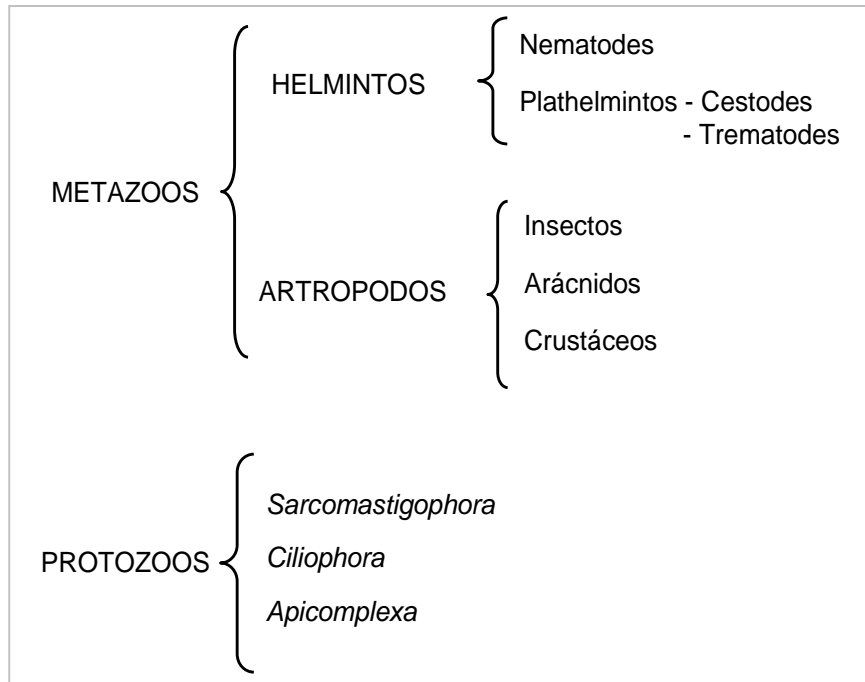 METAZOOS
HELMINTOS
Nematodes
Plathelmintos - Cestodes
- Trematodes
ARTROPODOS
Insectos
Arácnidos
Crustáceos
PROTOZOOS
Sarcomastigophora
Ciliophora
Apicomplexa